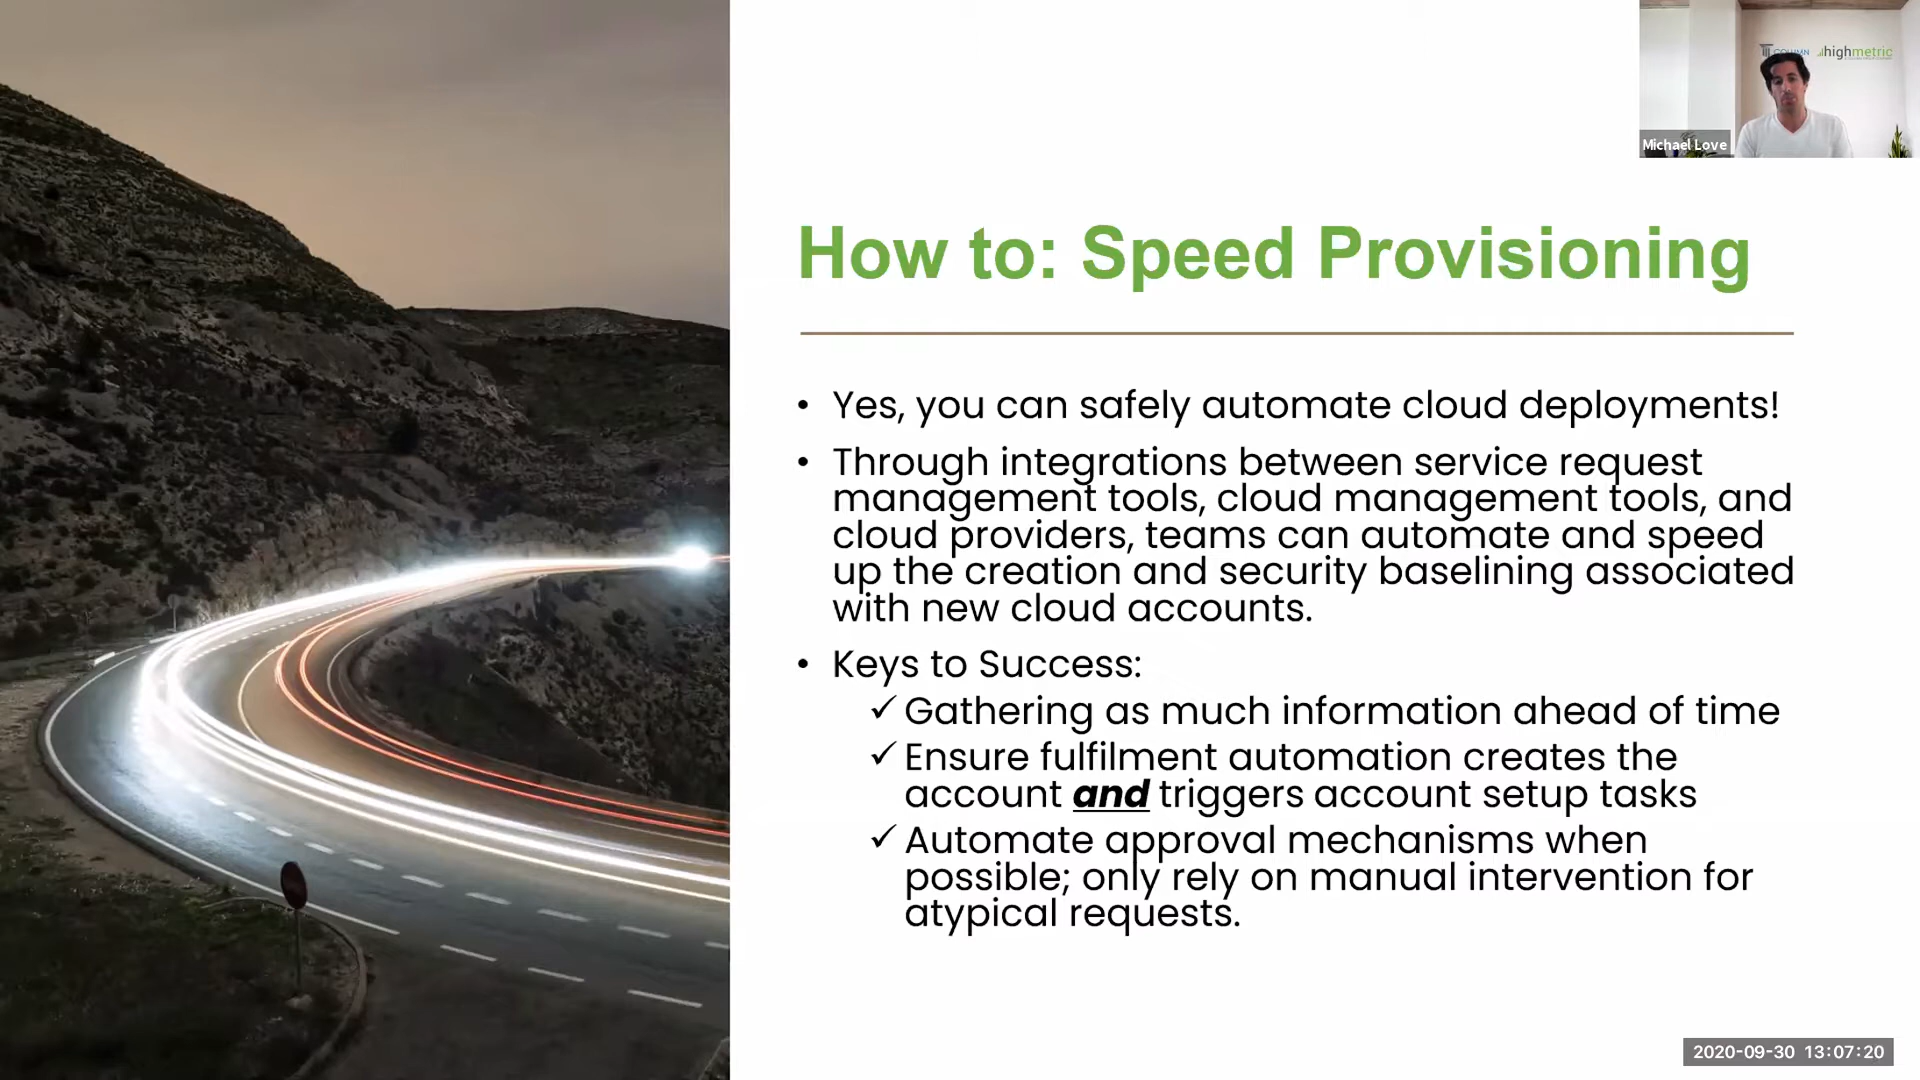 COLUMN highmetric
Michael Love
How to: Speed Provisioning
• Yes, you can safely automate cloud deployments!
• Through integrations between service request
management tools, cloud management tools, and
cloud providers, teams can automate and speed
up the creation and security baselining associated
with new cloud accounts.
• Keys to Success:
✓ Gathering as much information ahead of time
✓ Ensure fulfilment automation creates the
account and triggers account setup tasks
✓ Automate approval mechanisms when
possible; only rely on manual intervention for
atypical requests.
2020-09-30 13:07:20